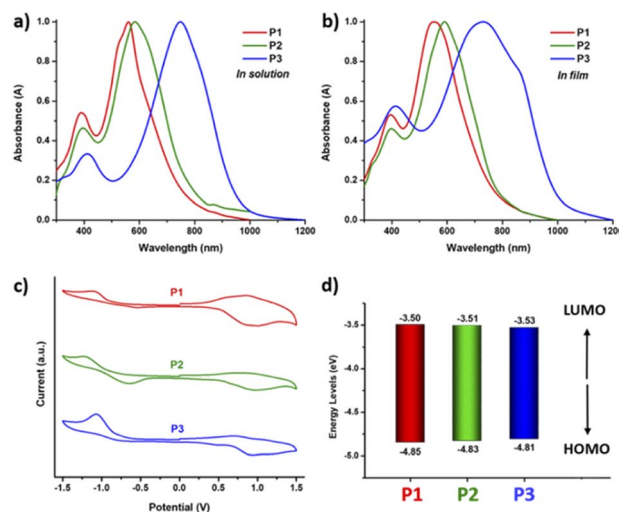 a)
P1
P2
P3
In solution
Absorbance (A)
1.0
0.8
0.6
0.4
0.2
0.0
400 600 800 1000 1200
Wavelength (nm)
b)
P1
P2
P3
In film
Absorbance (A)
1.0
0.8
0.6
0.4
0.2
0.0
400 600 800 1000 1200
Wavelength (nm)
c)
P1
P2
P3
Current (a.u.)
-1.5 -1.0 -0.5 0.0 0.5 1.0 1.5
Potential (V)
d)
LUMO
-3.50 -3.51 -3.53
Energy Levels (eV)
-3.5
-4.0
-4.5
-5.0
-4.85 -4.83 -4.81
HOMO
P1 P2 P3